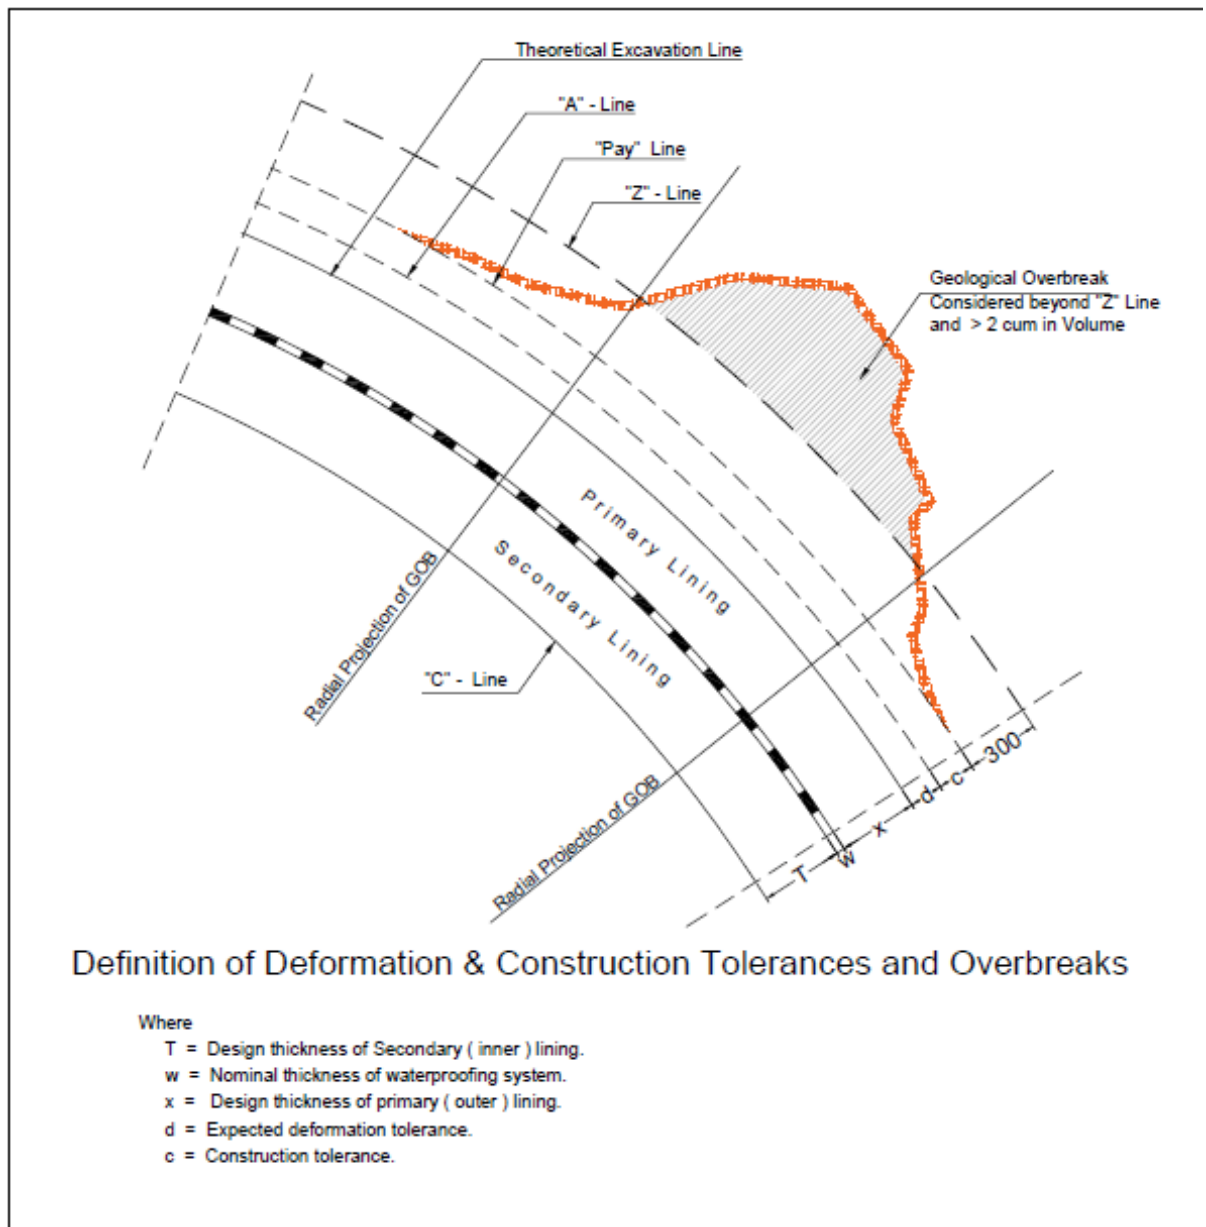 Theoretical Excavation Line
"A" - Line
"Pay" Line
"Z" - Line
Geological Overbreak
Considered beyond "Z" Line
and > 2 cum in Volume
Primary Lining
Secondary Lining
Radial Projection of GOB
"C" - Line
Radial Projection of GOB
T
w
x
d
c
300
Definition of Deformation & Construction Tolerances and Overbreaks
Where
T = Design thickness of Secondary ( inner ) lining.
w = Nominal thickness of waterproofing system.
x = Design thickness of primary ( outer ) lining.
d = Expected deformation tolerance.
c = Construction tolerance.